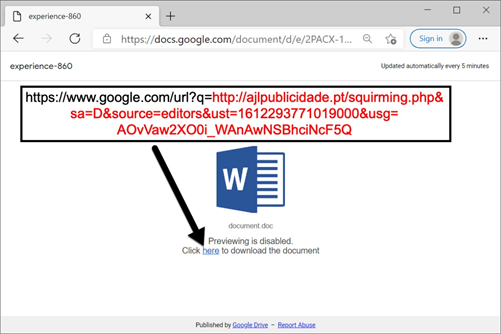 experience-860
https://docs.google.com/document/d/e/2PACX-1...
Sign in
experience-860
Updated automatically every 5 minutes
https://www.google.com/url?q=http://ajlpublicidade.pt/squirming.php&
sa=D&source=editors&ust=1612293771019000&usg=
AOvVaw2XO0i_WAnAwNSBhciNcF5Q
W
document.doc
Previewing is disabled.
Click here to download the document
Published by Google Drive – Report Abuse